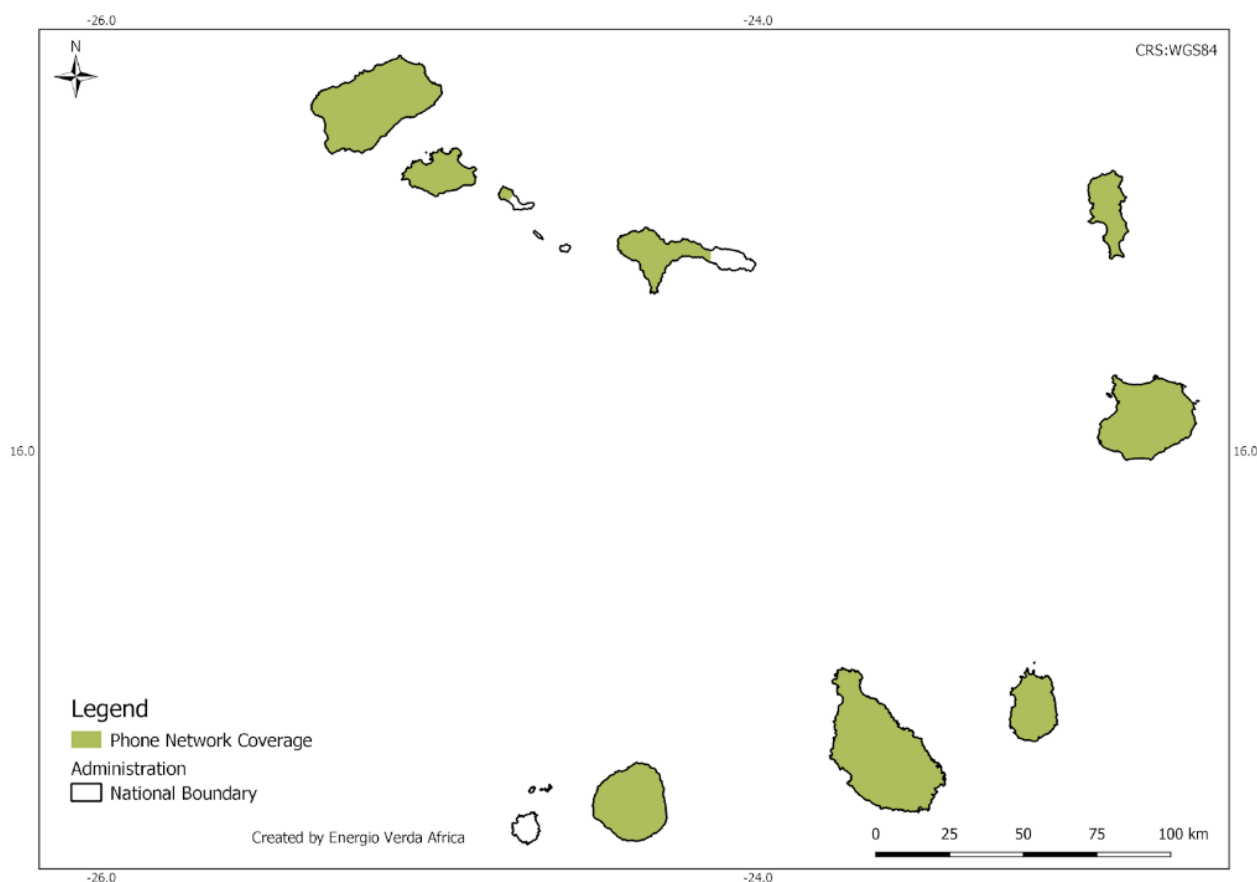 -26.0
-24.0
N
CRS:WGS84
16.0
16.0
Legend
Phone Network Coverage
Administration
National Boundary
Created by Energio Verda Africa
0 25 50 75 100 km
-26.0
-24.0